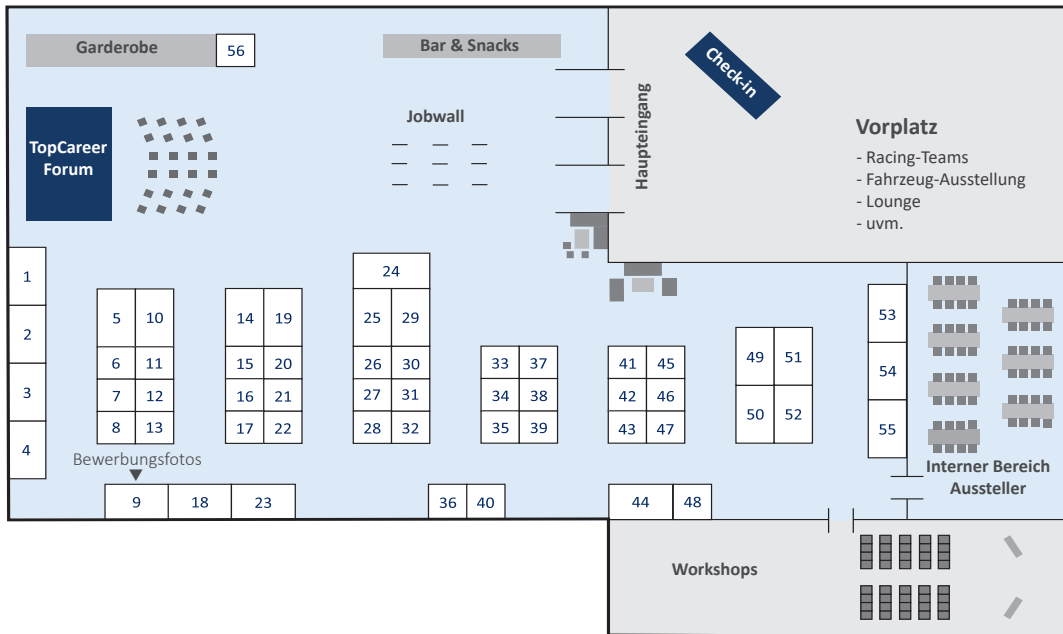 Garderobe
56
Bar & Snacks
Check-in
TopCareer
Forum
Jobwall
Haupteingang
Vorplatz
- Racing-Teams
- Fahrzeug-Ausstellung
- Lounge
- uvm.
1
2
3
4
5 10
6 11
7 12
8 13
14 19
15 20
16 21
17 22
24
25 29
26 30
27 31
28 32
33 37
34 38
35 39
41 45
42 46
43 47
49 51
50 52
53
54
55
Bewerbungsfotos
9 18 23
36 40
44 48
Interner Bereich
Aussteller
Workshops